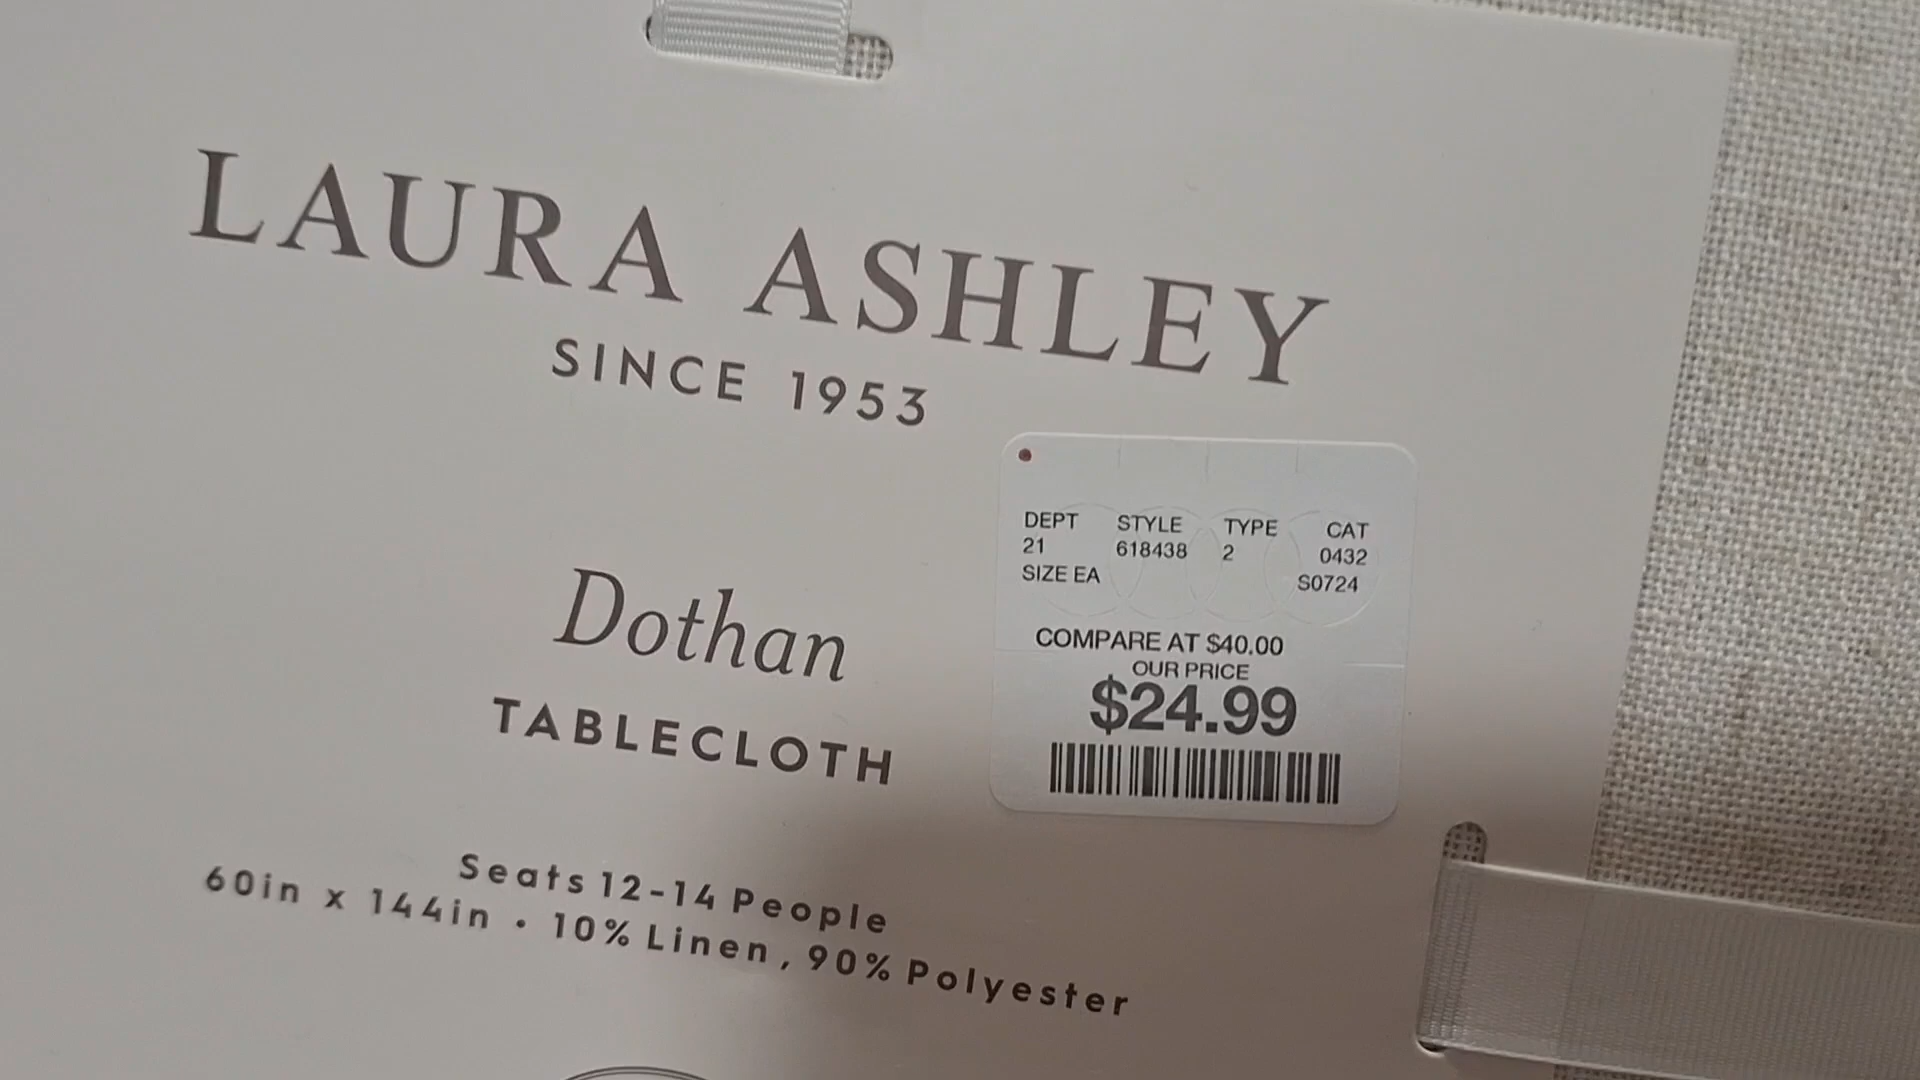 LAURA ASHLEY
SINCE 1953
Dothan
TABLECLOTH
Seats 12-14 People
60in x 144in • 10% Linen, 90% Polyester
DEPT STYLE TYPE CAT
21 618438 2 0432
SIZE EA S0724
COMPARE AT $40.00
OUR PRICE
$24.99